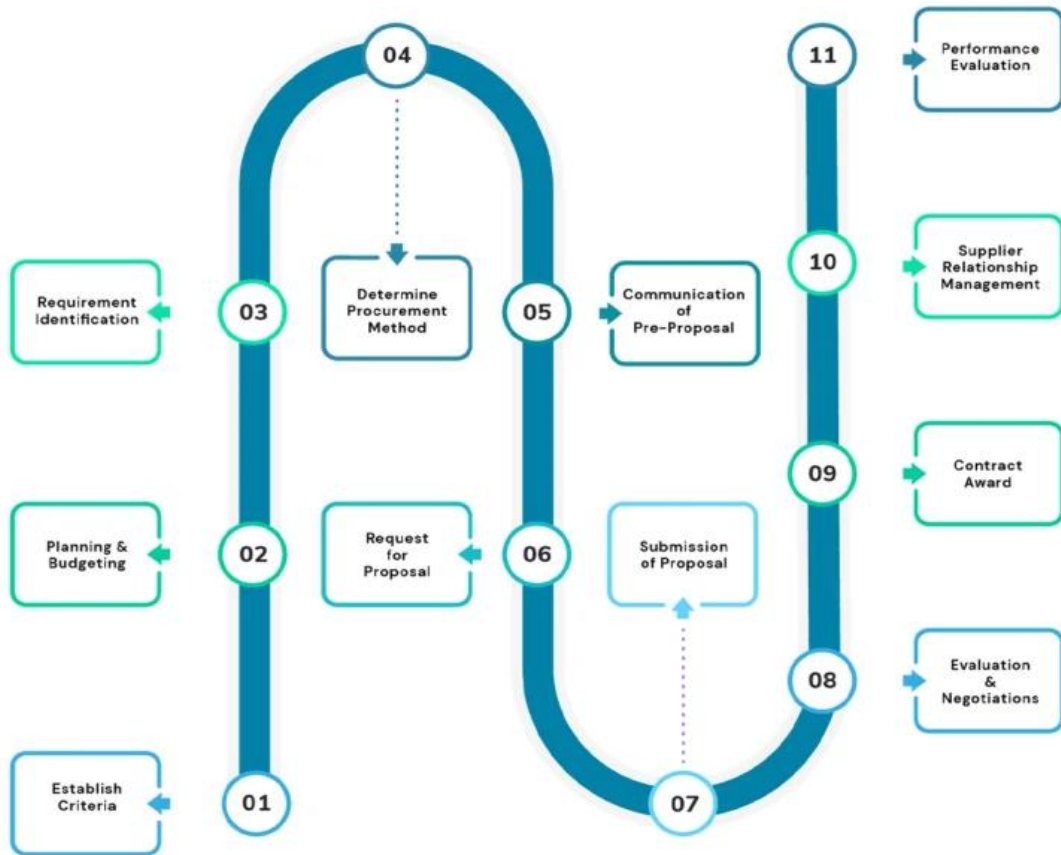 01
Establish
Criteria
02
Planning &
Budgeting
03
Requirement
Identification
04
Determine
Procurement
Method
05
Communication
of
Pre-Proposal
06
Request
for
Proposal
07
Submission
of Proposal
08
Evaluation
&
Negotiations
09
Contract
Award
10
Supplier
Relationship
Management
11
Performance
Evaluation